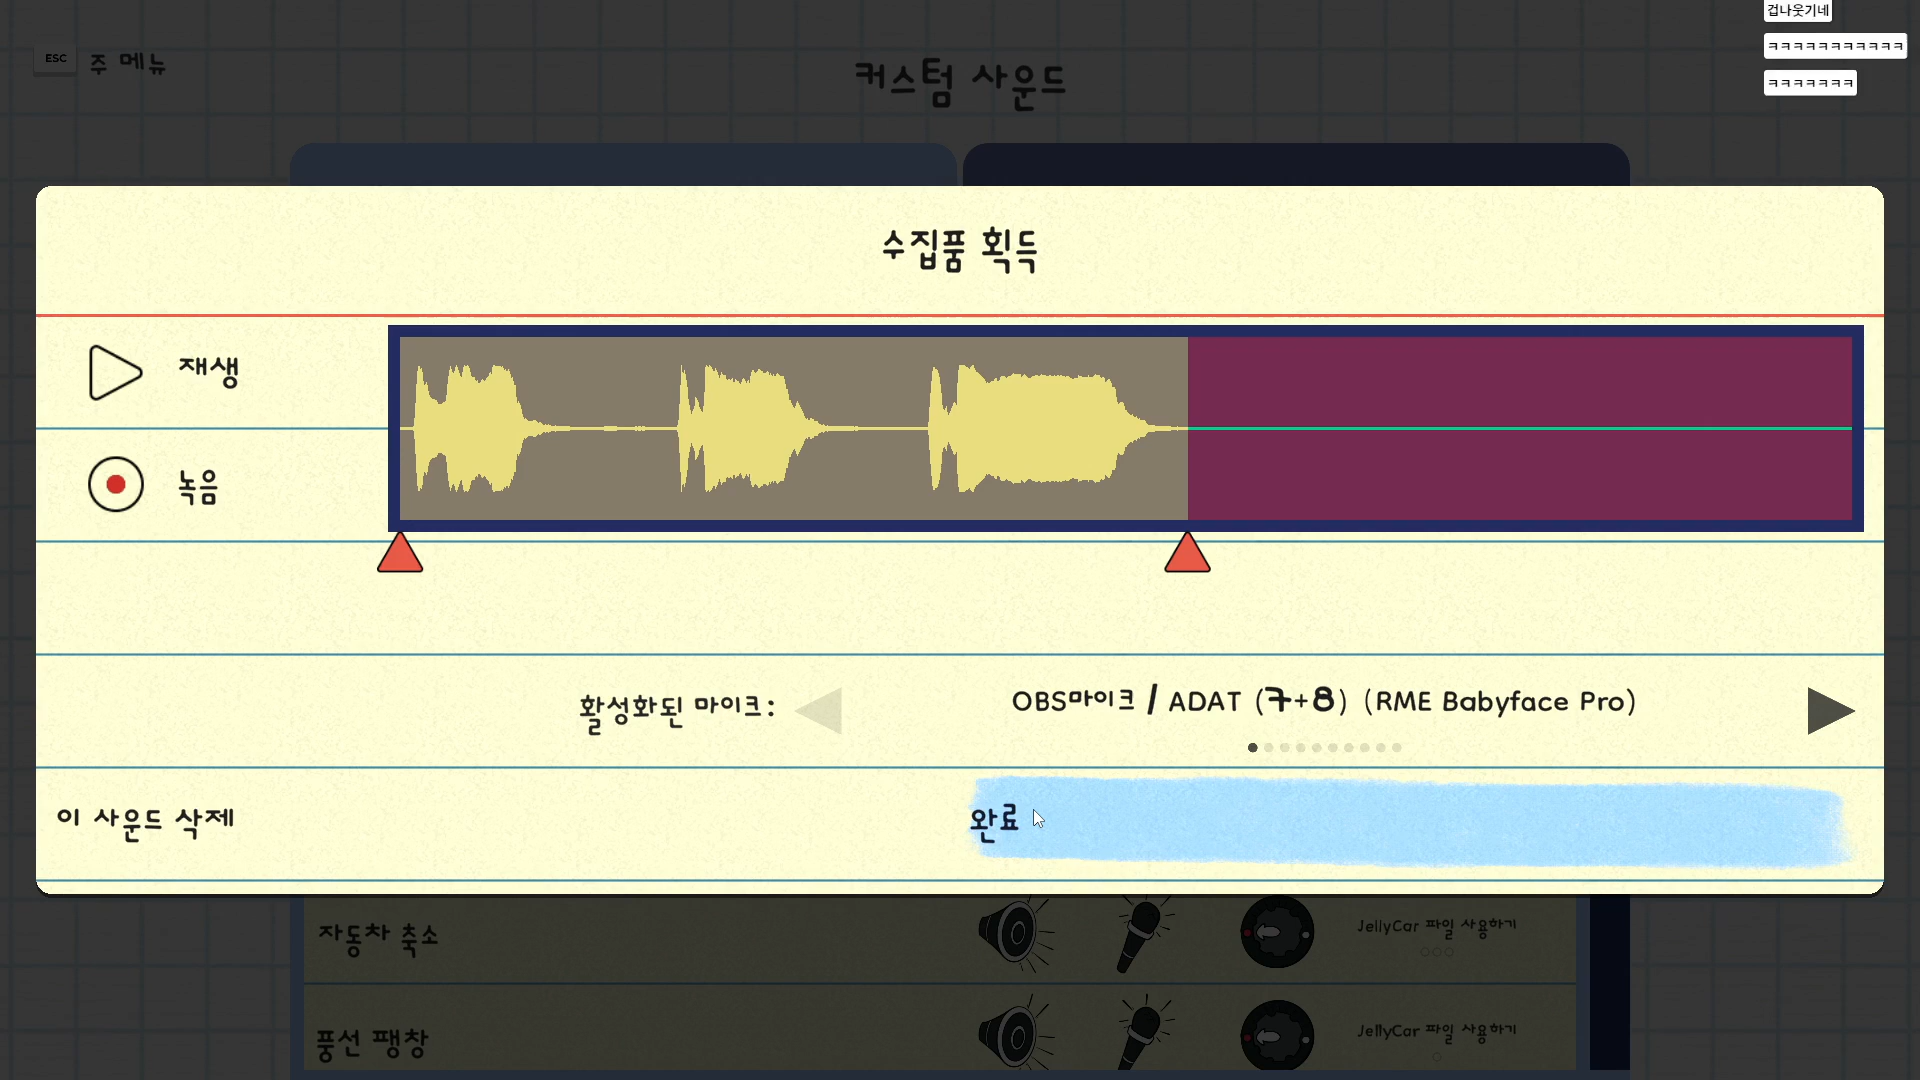 겁나웃기네
ㅋㅋㅋㅋㅋㅋㅋㅋㅋㅋㅋ
ㅋㅋㅋㅋㅋㅋㅋ
ESC 주 메뉴
커스텀 사운드
수집품 획득
재생
녹음
활성화된 마이크:
OBS마이크 / ADAT (7+8) (RME Babyface Pro)
이 사운드 삭제
완료
자동차 축소
JellyCar 파일 사용하기
풍선 팽창
JellyCar 파일 사용하기